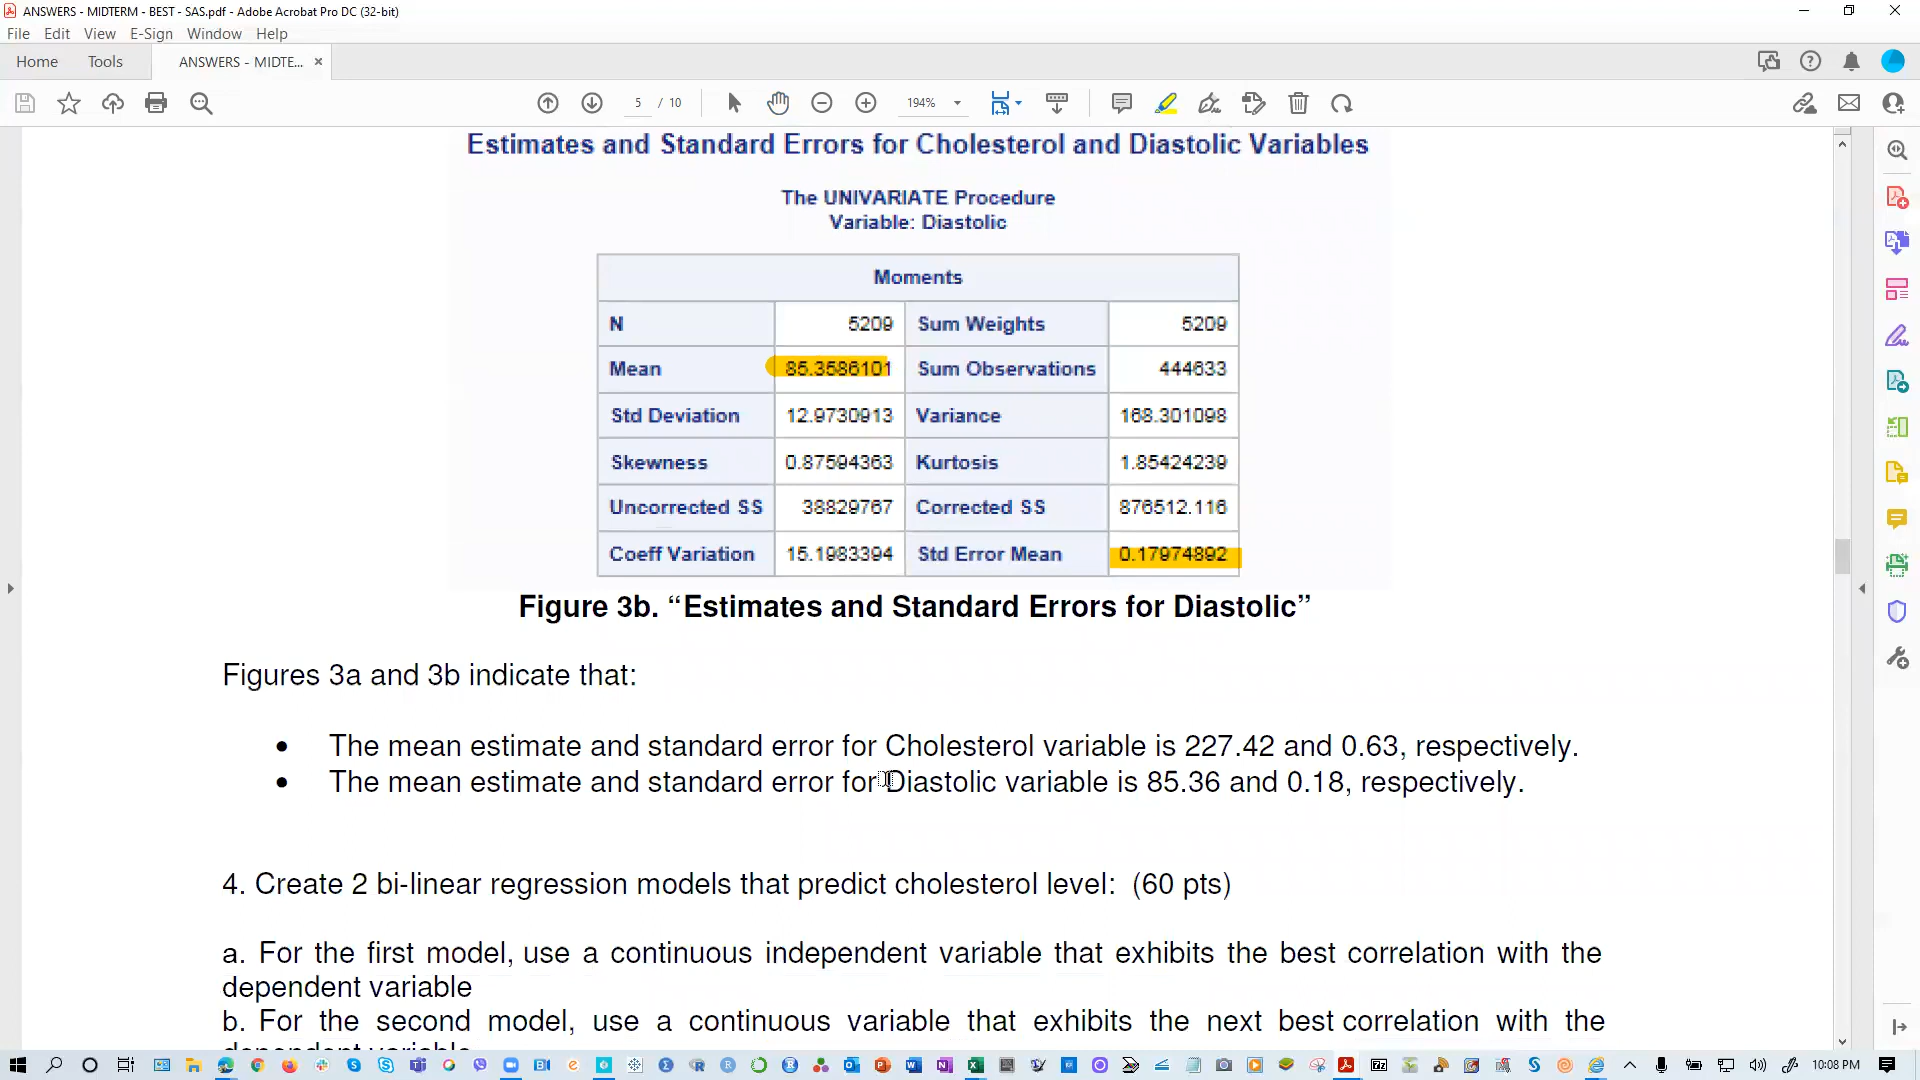 ANSWERS - MIDTERM - BEST - SAS.pdf - Adobe Acrobat Pro DC (32-bit)
File Edit View E-Sign Window Help
Home Tools ANSWERS - MIDTE...
5 / 10 194%
Estimates and Standard Errors for Cholesterol and Diastolic Variables
The UNIVARIATE Procedure
Variable: Diastolic
Moments
N 5209 Sum Weights 5209
Mean 85.3586101 Sum Observations 444633
Std Deviation 12.9730913 Variance 168.301098
Skewness 0.87594363 Kurtosis 1.85424239
Uncorrected SS 38829767 Corrected SS 876512.116
Coeff Variation 15.1983394 Std Error Mean 0.17974892
Figure 3b. “Estimates and Standard Errors for Diastolic”
Figures 3a and 3b indicate that:
• The mean estimate and standard error for Cholesterol variable is 227.42 and 0.63, respectively.
• The mean estimate and standard error for Diastolic variable is 85.36 and 0.18, respectively.
4. Create 2 bi-linear regression models that predict cholesterol level: (60 pts)
a. For the first model, use a continuous independent variable that exhibits the best correlation with the
dependent variable
b. For the second model, use a continuous variable that exhibits the next best correlation with the
dependent variable
10:08 PM